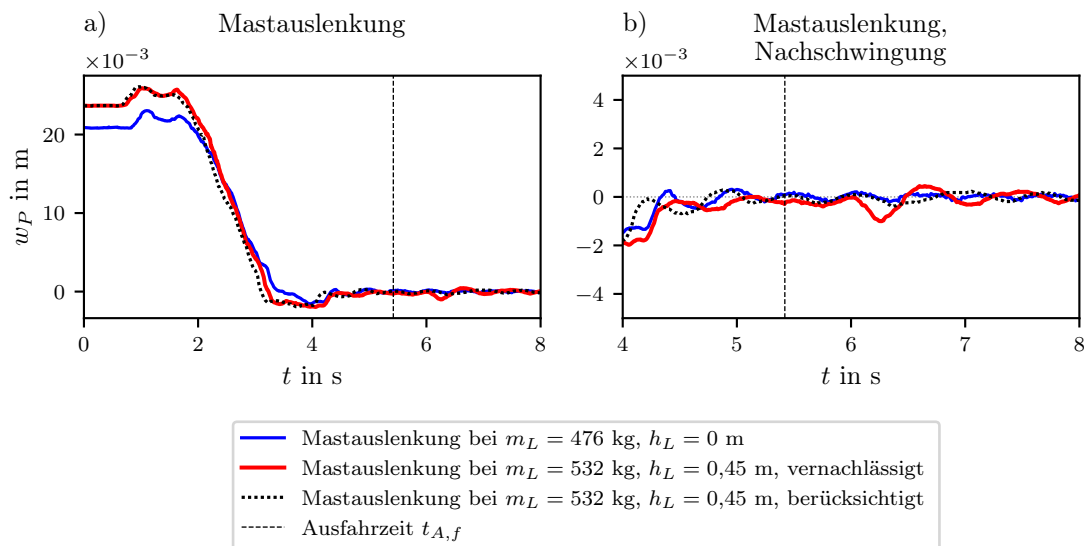 a)
Mastauslenkung
×10⁻³
20
10
0
w_P in m
0 2 4 6 8
t in s
b)
Mastauslenkung,
Nachschwingung
×10⁻³
4
2
0
−2
−4
4 5 6 7 8
t in s
Mastauslenkung bei m_L = 476 kg, h_L = 0 m
Mastauslenkung bei m_L = 532 kg, h_L = 0,45 m, vernachlässigt
Mastauslenkung bei m_L = 532 kg, h_L = 0,45 m, berücksichtigt
Ausfahrzeit t_{A,f}